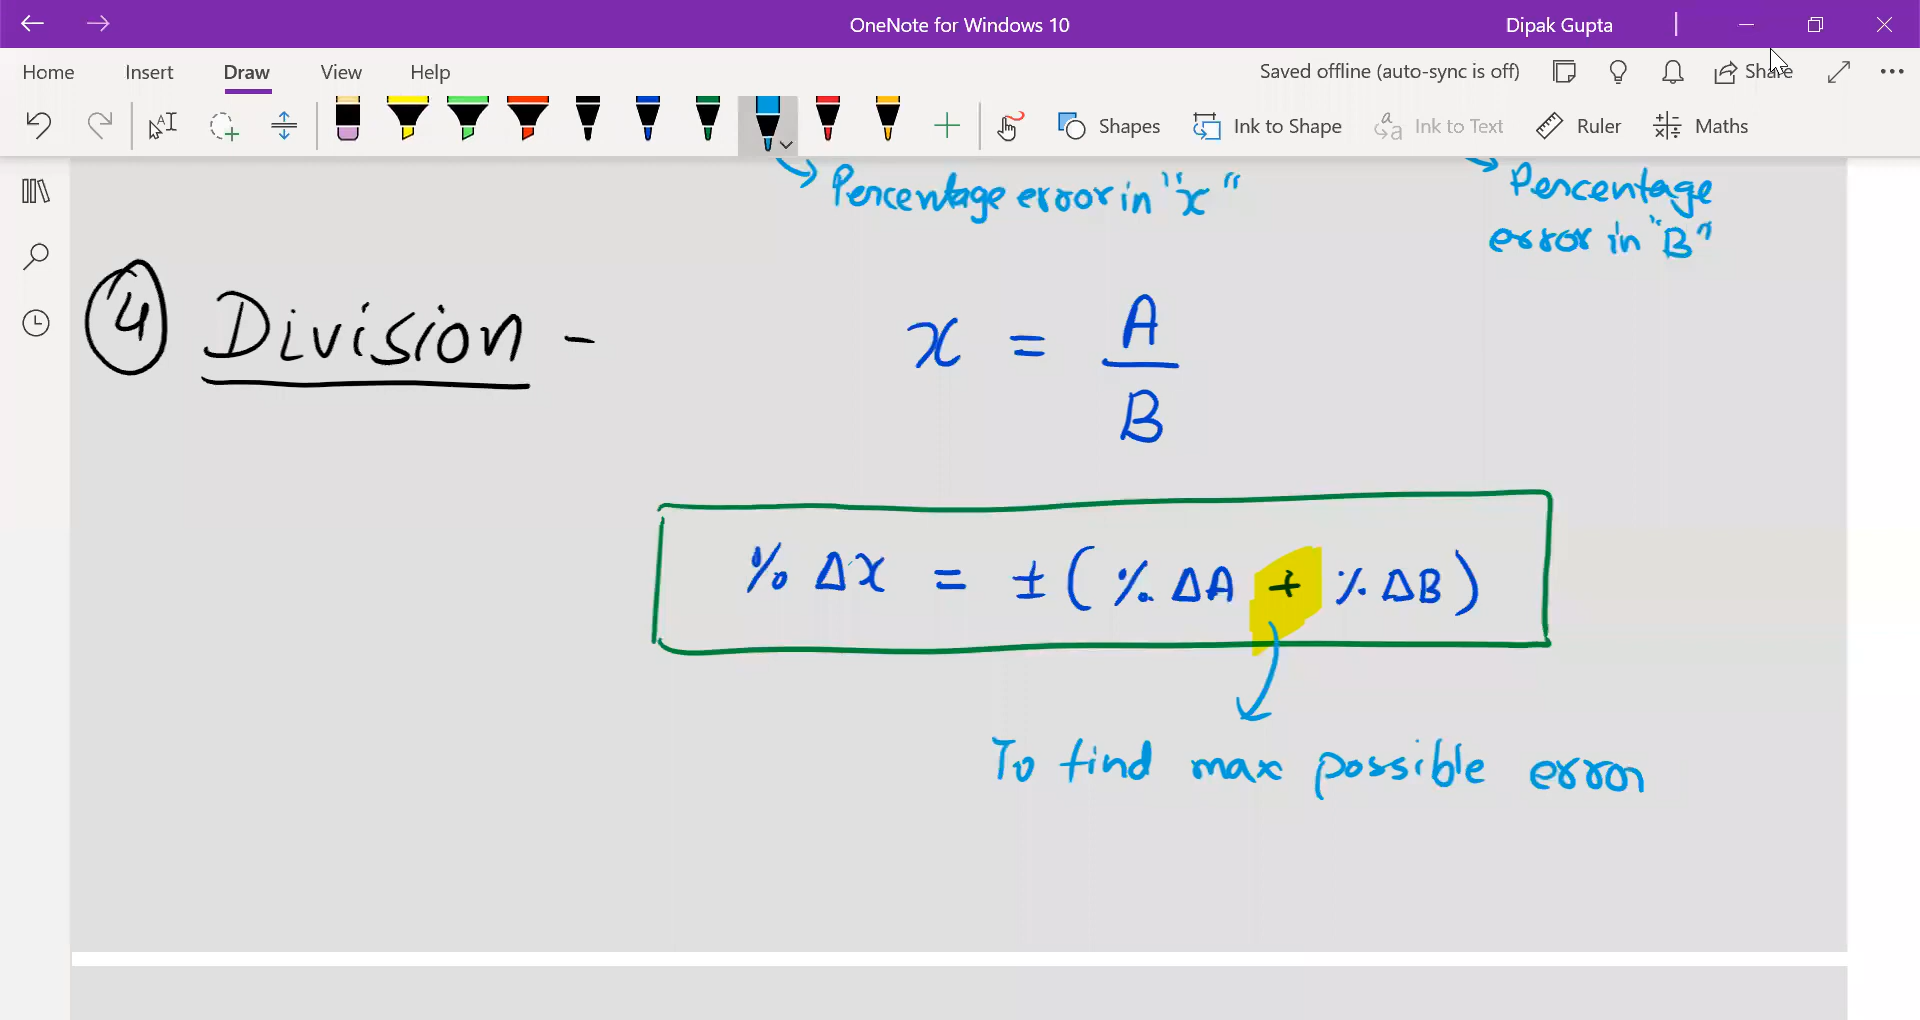 OneNote for Windows 10
Dipak Gupta
Home Insert Draw View Help
Saved offline (auto-sync is off)
Share
Shapes
Ink to Shape
Ink to Text
Ruler
Maths
Percentage error in "x"
Percentage
error in "B"
4 Division -
x = A
B
% Δx = ± ( % ΔA + % ΔB )
To find max possible error